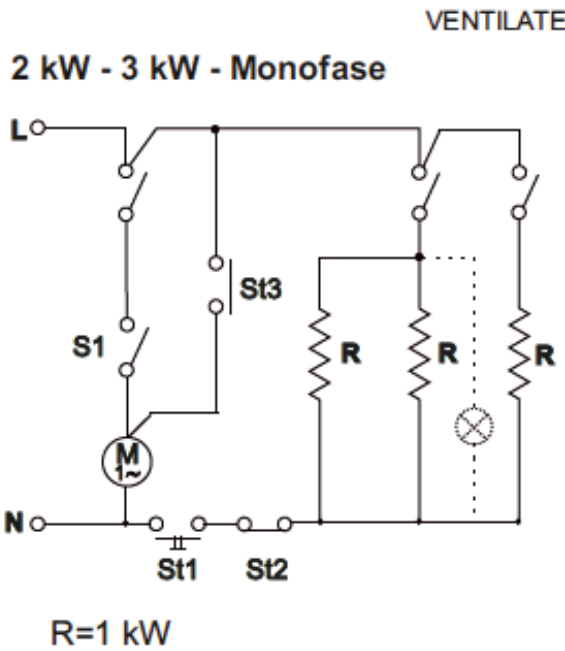 VENTILATE
2 kW - 3 kW - Monofase
L
St3
S1
R R R
M
1~
N
St1 St2
R=1 kW